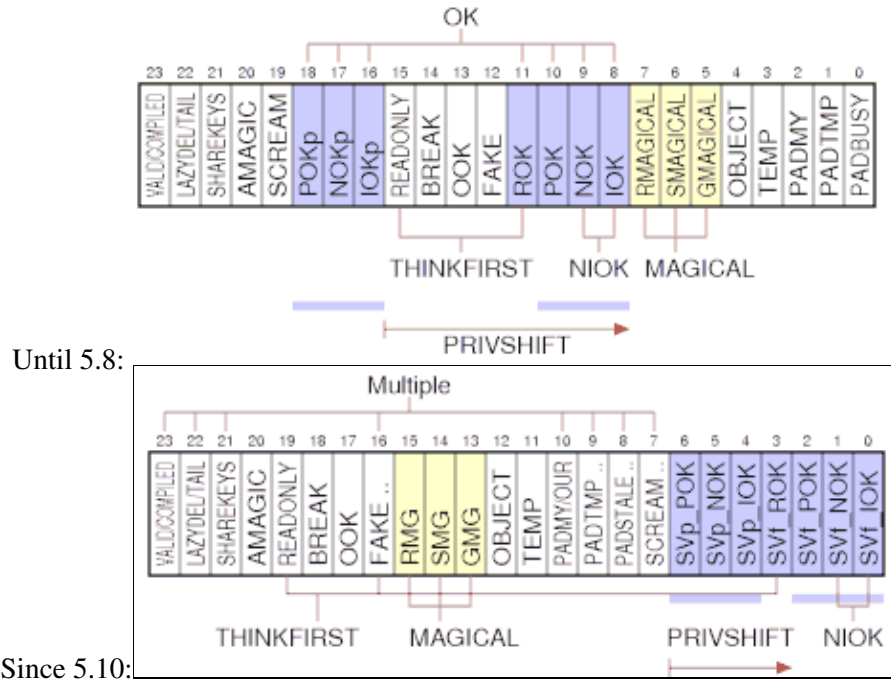 OK
23 22 21 20 19 18 17 16 15 14 13 12 11 10 9 8 7 6 5 4 3 2 1 0
VALID/COMPILED LAZYDEL/TAIL SHAREKEYS AMAGIC SCREAM POKp NOKp IOKp READONLY BREAK OOK FAKE ROK POK NOK IOK RMAGICAL SMAGICAL GMAGICAL OBJECT TEMP PADMY PADTMP PADBUSY
THINKFIRST NIOK MAGICAL
PRIVSHIFT
Until 5.8:
Multiple
23 22 21 20 19 18 17 16 15 14 13 12 11 10 9 8 7 6 5 4 3 2 1 0
VALID/COMPILED LAZYDEL/TAIL SHAREKEYS AMAGIC READONLY BREAK OOK FAKE .. RMG SMG GMG OBJECT TEMP PADMY/OUR PADTMP .. PADSTALE .. SCREAM .. SVp_POK SVp_NOK SVp_IOK SVf_ROK SVf_POK SVf_NOK SVf_IOK
THINKFIRST MAGICAL PRIVSHIFT NIOK
Since 5.10: